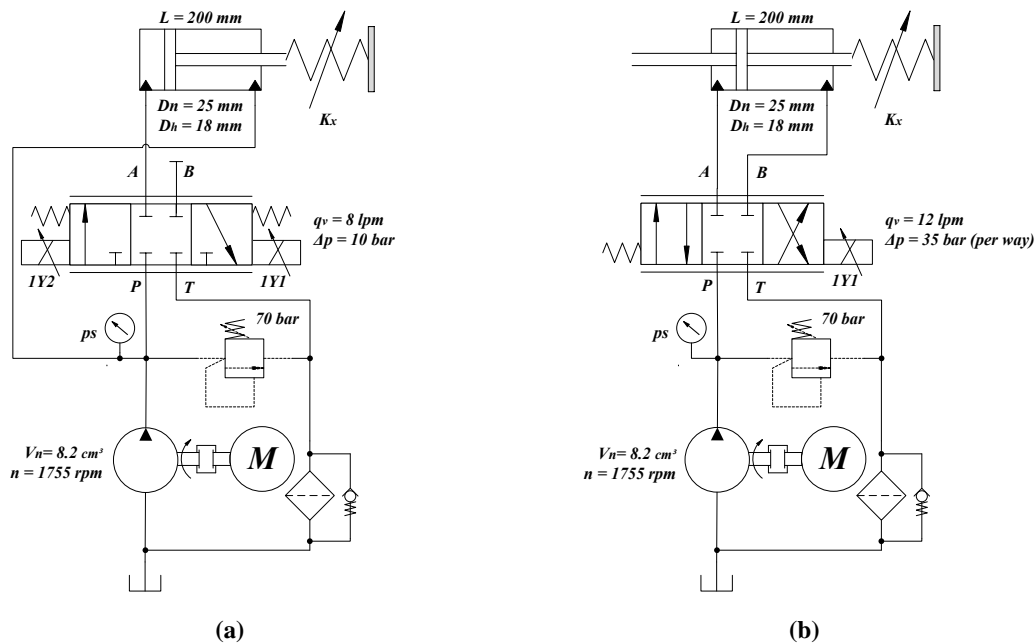 L = 200 mm
Dn = 25 mm
Dh = 18 mm
Kx
A
B
qv = 8 lpm
Δp = 10 bar
1Y2
1Y1
P
T
ps
70 bar
Vn= 8.2 cm³
n = 1755 rpm
M
(a)
L = 200 mm
Dn = 25 mm
Dh = 18 mm
Kx
A
B
qv = 12 lpm
Δp = 35 bar (per way)
1Y1
P
T
ps
70 bar
Vn= 8.2 cm³
n = 1755 rpm
M
(b)